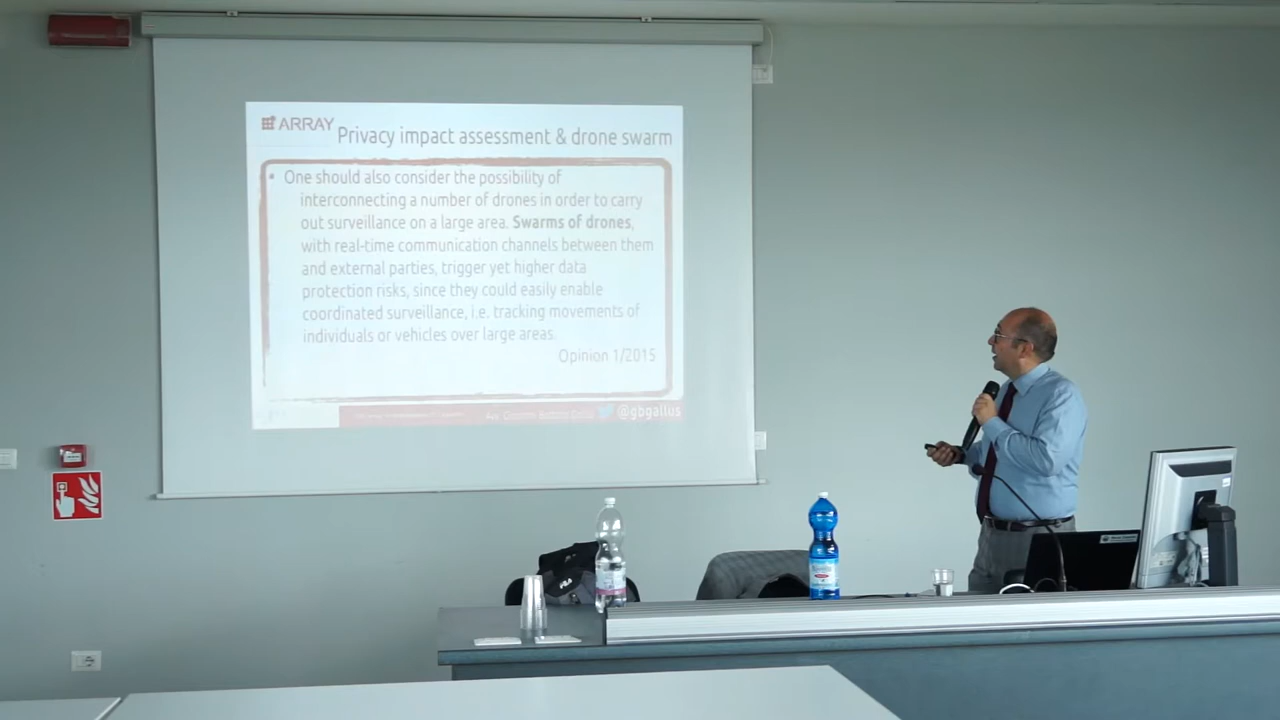 ARRAY
Privacy impact assessment & drone swarm
• One should also consider the possibility of
interconnecting a number of drones in order to carry
out surveillance on a large area. Swarms of drones,
with real-time communication channels between them
and external parties, trigger yet higher data
protection risks, since they could easily enable
coordinated surveillance, i.e. tracking movements of
individuals or vehicles over large areas.
Opinion 1/2015
@gbgallus
FILA